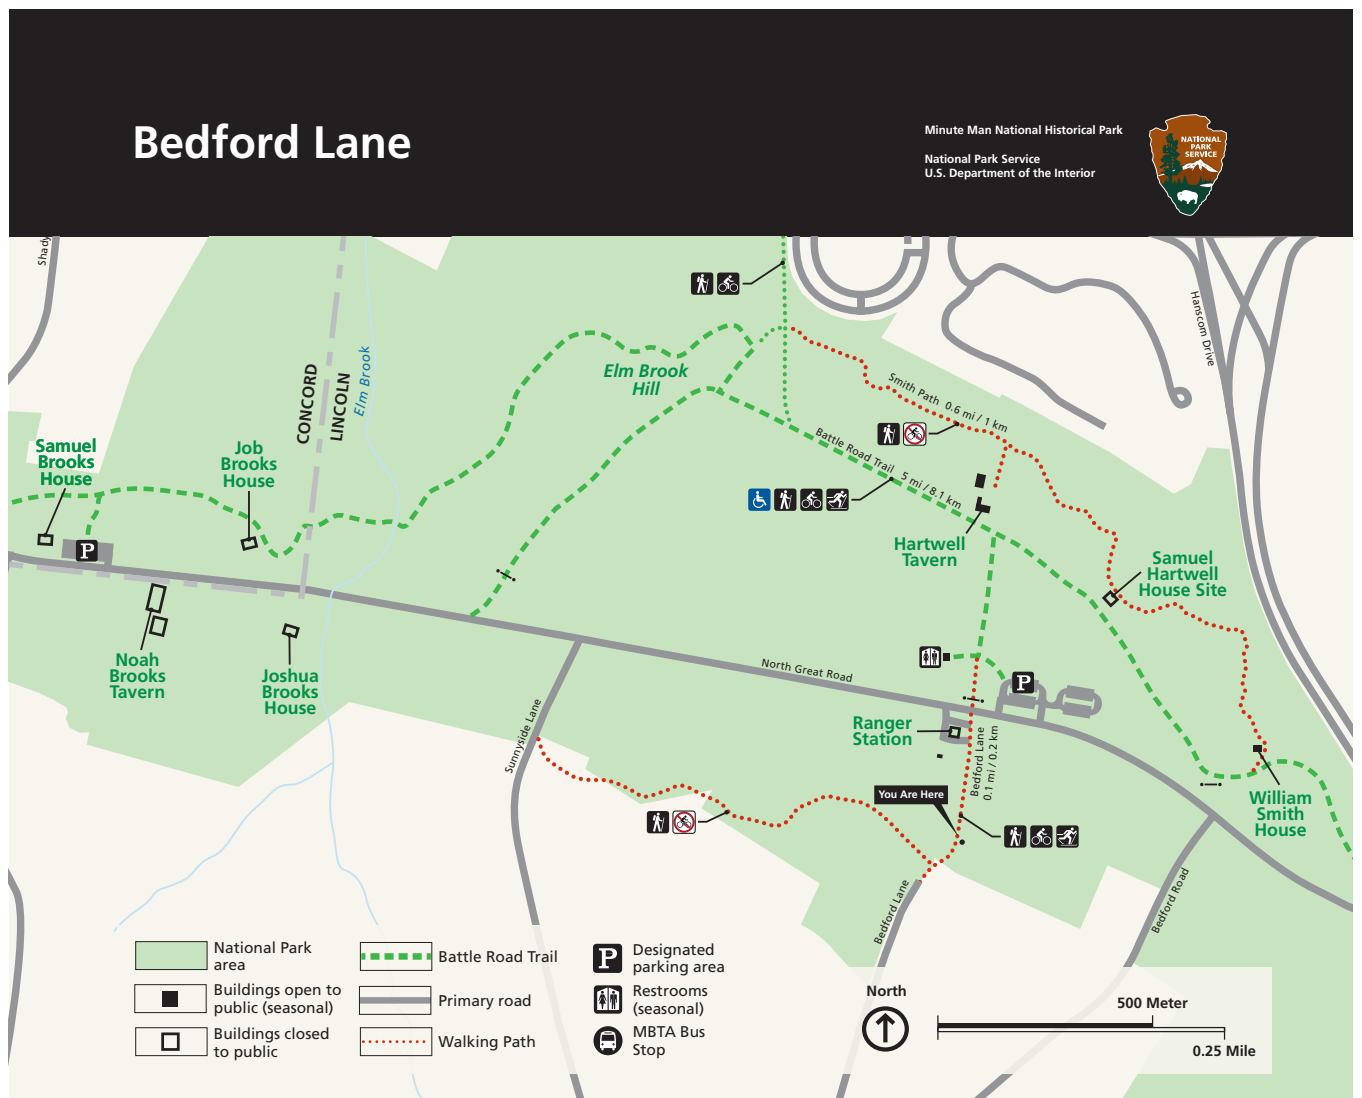 Bedford Lane
Minute Man National Historical Park
National Park Service
U.S. Department of the Interior
NATIONAL
PARK
SERVICE
Shady
Hanscom Drive
CONCORD
LINCOLN
Elm Brook
Elm Brook
Hill
Smith Path 0.6 mi / 1 km
Battle Road Trail 5 mi / 8.1 km
Samuel
Brooks
House
Job
Brooks
House
P
Hartwell
Tavern
Samuel
Hartwell
House Site
Noah
Brooks
Tavern
Joshua
Brooks
House
North Great Road
P
Sunnyside Lane
Ranger
Station
Bedford Lane
0.1 mi / 0.2 km
You Are Here
William
Smith
House
Bedford Lane
Bedford Road
National Park
area
Buildings open to
public (seasonal)
Buildings closed
to public
Battle Road Trail
Primary road
Walking Path
P
Designated
parking area
Restrooms
(seasonal)
MBTA Bus
Stop
North
500 Meter
0.25 Mile